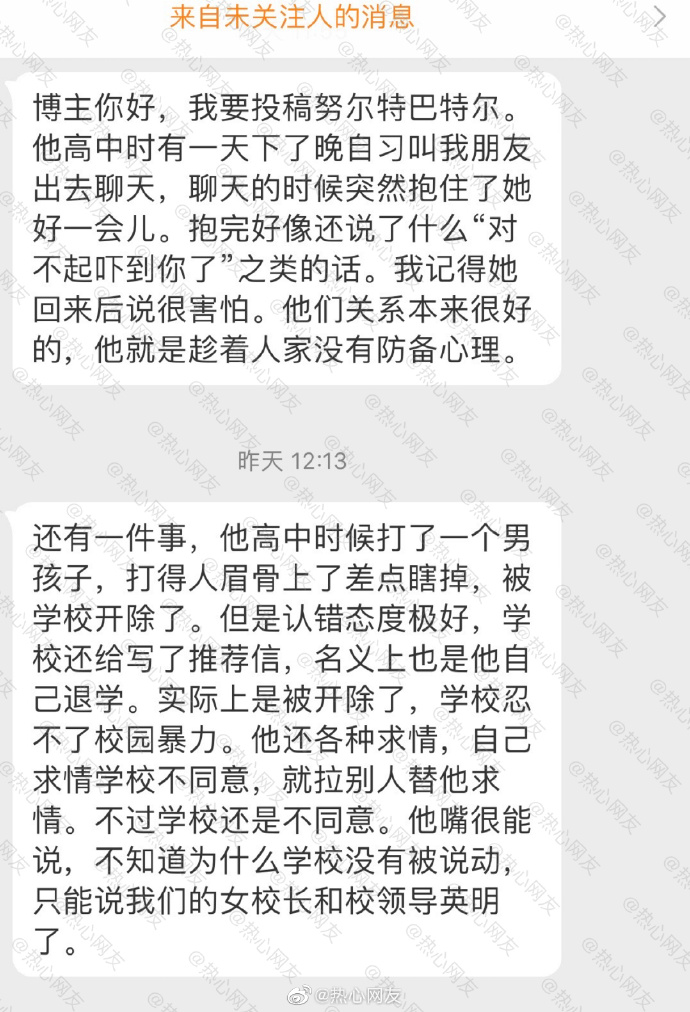 来自未关注人的消息
博主你好，我要投稿努尔特巴特尔。
他高中时有一天下了晚自习叫我朋友
出去聊天，聊天的时候突然抱住了她
好一会儿。抱完好像还说了什么“对
不起吓到你了”之类的话。我记得她
回来后说很害怕。他们关系本来很好
的，他就是趁着人家没有防备心理。
昨天 12:13
还有一件事，他高中时候打了一个男
孩子，打得人眉骨上了差点瞎掉，被
学校开除了。但是认错态度极好，学
校还给写了推荐信，名义上也是他自
己退学。实际上是被开除了，学校忍
不了校园暴力。他还各种求情，自己
求情学校不同意，就拉别人替他求
情。不过学校还是不同意。他嘴很能
说，不知道为什么学校没有被说动，
只能说我们的女校长和校领导英明
了。
@热心网友